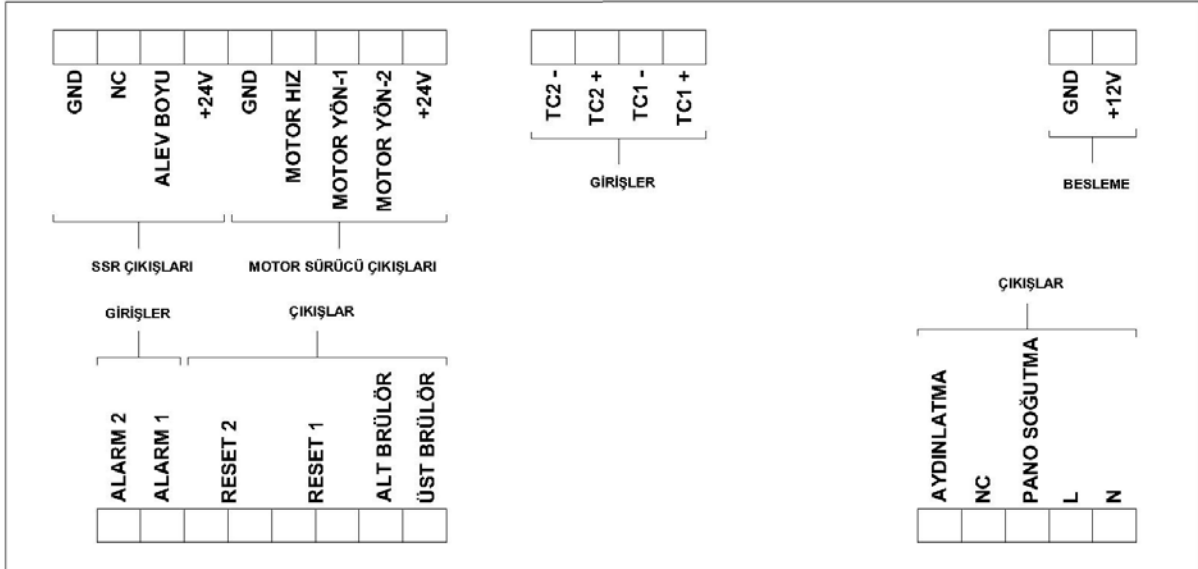 GND
NC
ALEV BOYU
+24V
GND
MOTOR HIZ
MOTOR YÖN-1
MOTOR YÖN-2
+24V
SSR ÇIKIŞLARI
MOTOR SÜRÜCÜ ÇIKIŞLARI
TC2 -
TC2 +
TC1 -
TC1 +
GİRİŞLER
GND
+12V
BESLEME
GİRİŞLER
ÇIKIŞLAR
ALARM 2
ALARM 1
RESET 2
RESET 1
ALT BRÜLÖR
ÜST BRÜLÖR
ÇIKIŞLAR
AYDINLATMA
NC
PANO SOĞUTMA
L
N